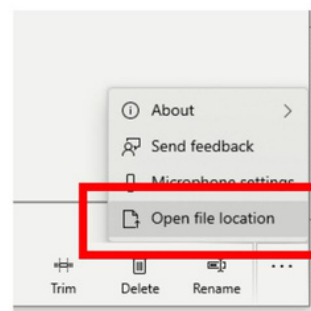 About
Send feedback
Microphone settings
Open file location
Trim
Delete
Rename